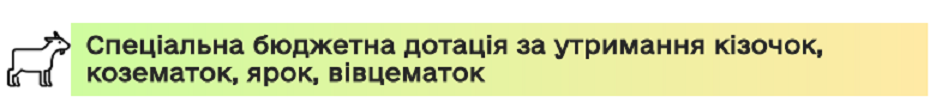 Спеціальна бюджетна дотація за утримання кізочок,
козематок, ярок, вівцематок